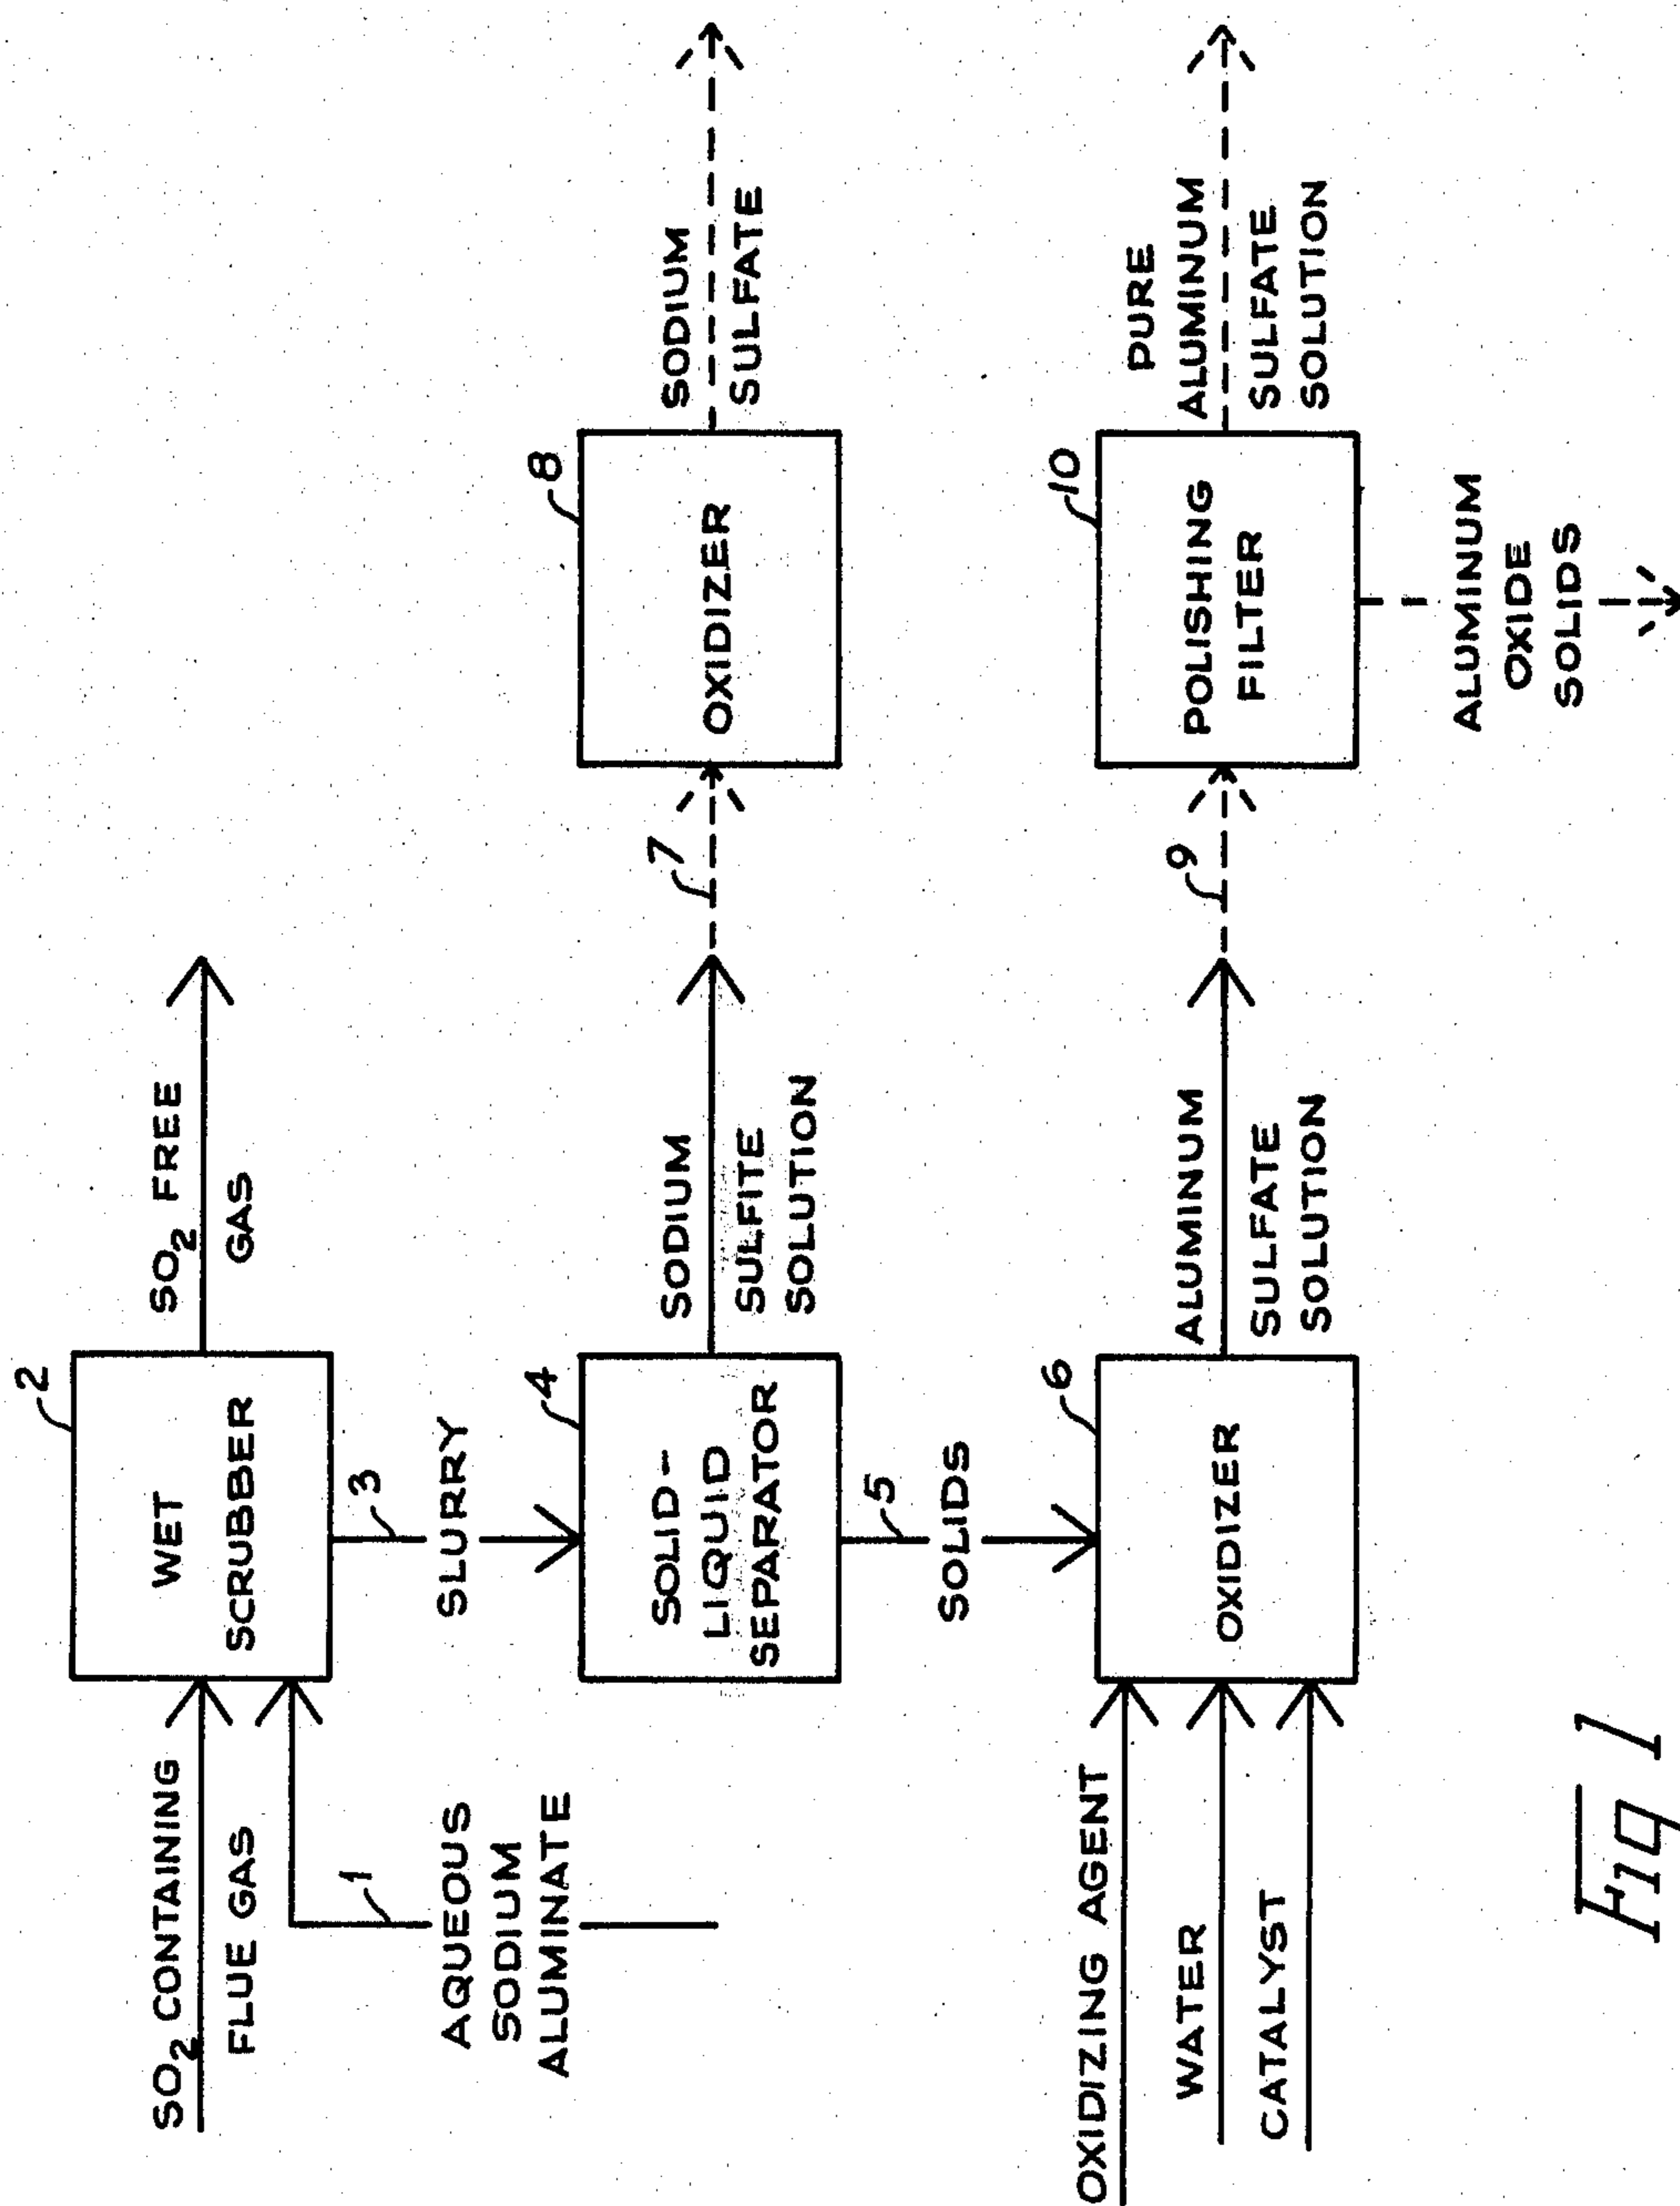 SO2 CONTAINING
FLUE GAS
1
AQUEOUS
SODIUM
ALUMINATE
2
WET
SCRUBBER
SO2 FREE
GAS
3
SLURRY
4
SOLID-
LIQUID
SEPARATOR
SODIUM
SULFITE
SOLUTION
7
8
OXIDIZER
SODIUM
SULFATE
5
SOLIDS
OXIDIZING AGENT
WATER
CATALYST
6
OXIDIZER
ALUMINUM
SULFATE
SOLUTION
9
10
POLISHING
FILTER
PURE
ALUMINUM
SULFATE
SOLUTION
ALUMINUM
OXIDE
SOLIDS
Fig 1